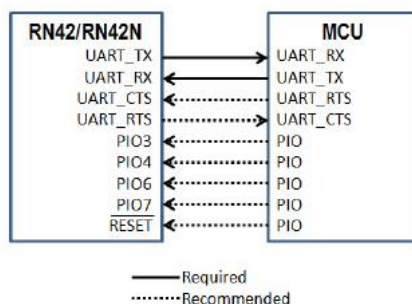 RN42/RN42N MCU
UART_TX UART_RX
UART_RX UART_TX
UART_CTS UART_RTS
UART_RTS UART_CTS
PIO3 PIO
PIO4 PIO
PIO6 PIO
PIO7 PIO
RESET PIO
Required
Recommended